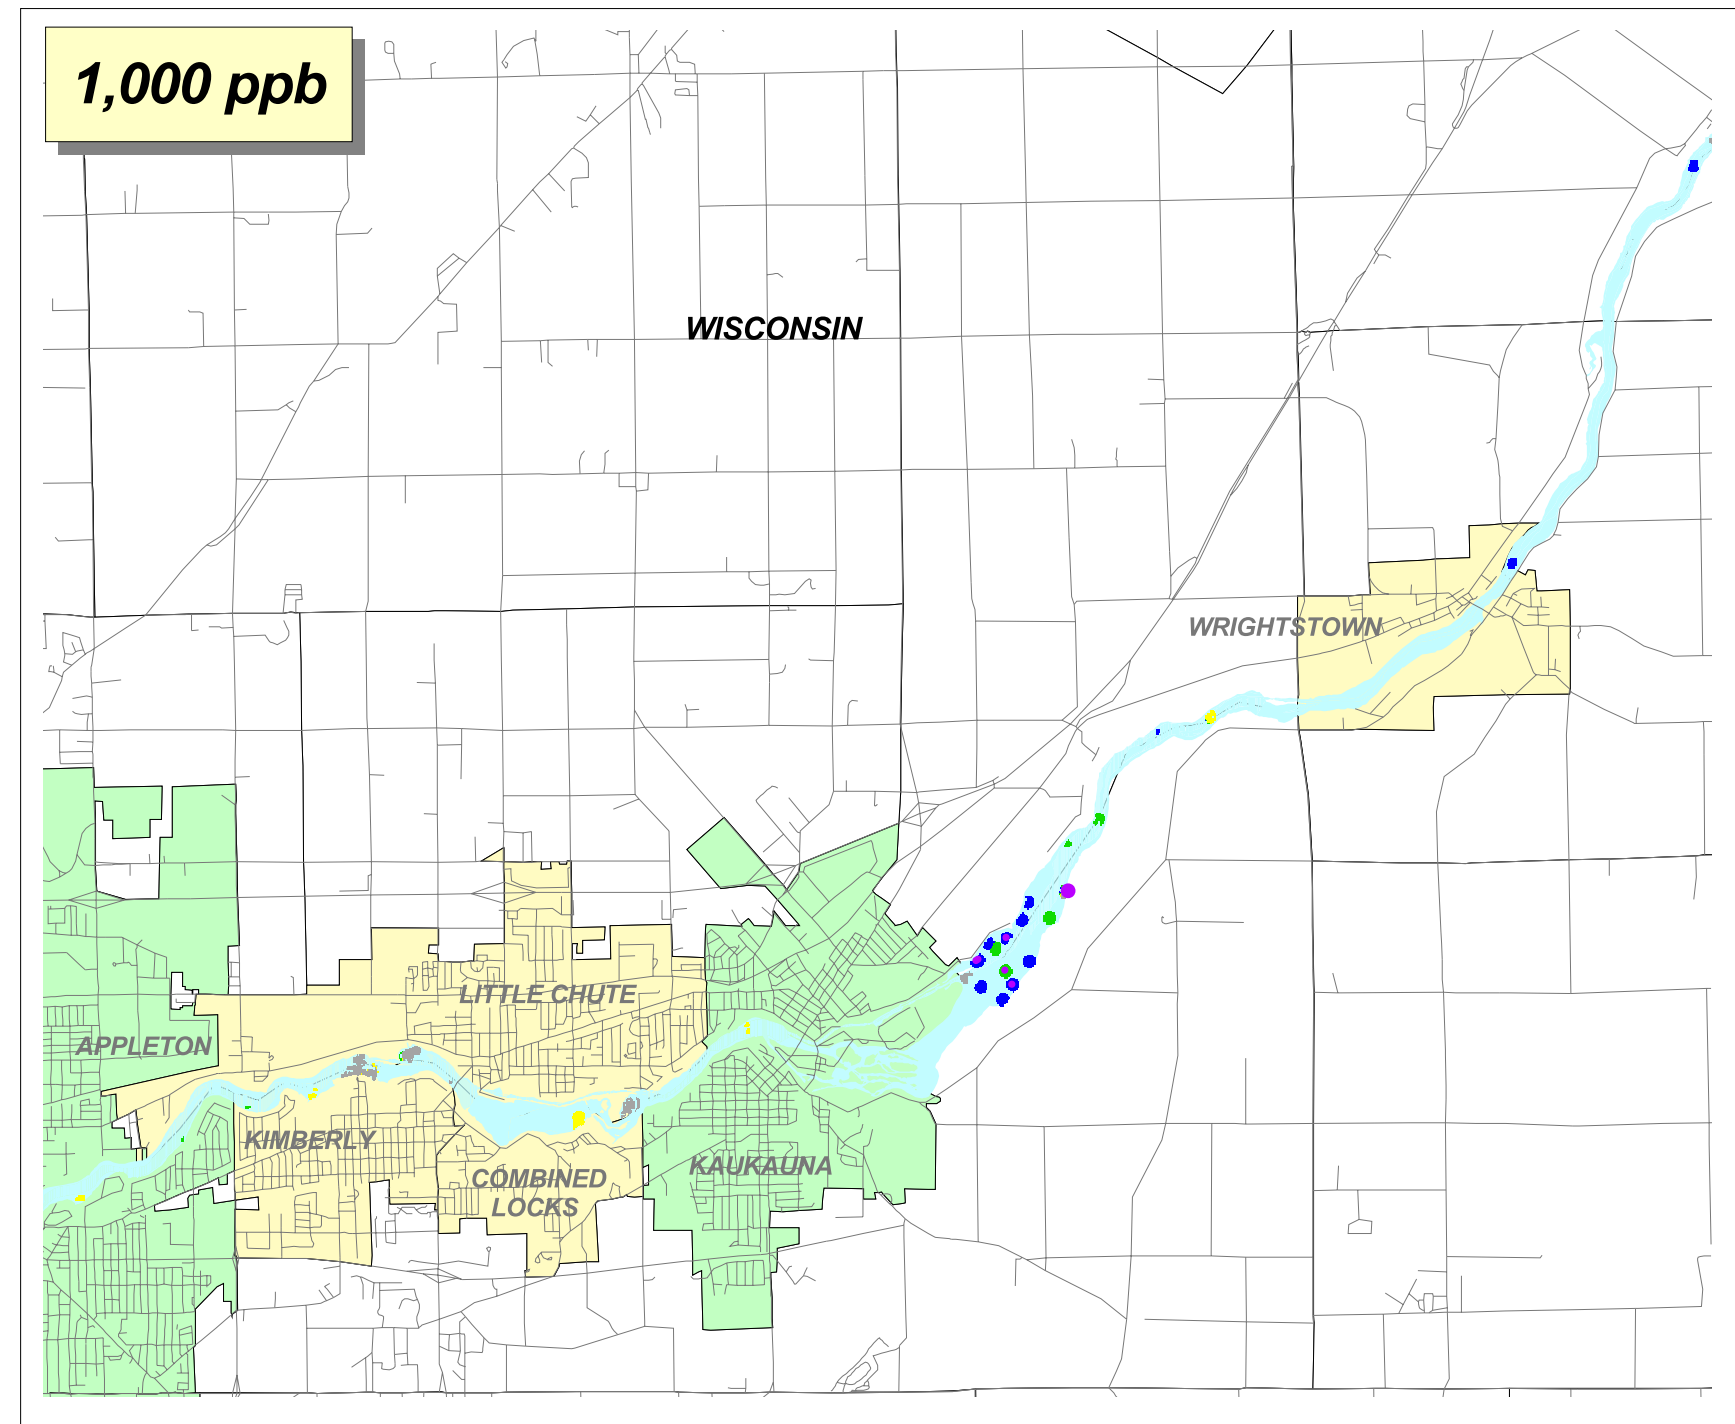 1,000 ppb
WISCONSIN
WRIGHTSTOWN
LITTLE CHUTE
APPLETON
KIMBERLY
COMBINED
LOCKS
KAUKAUNA